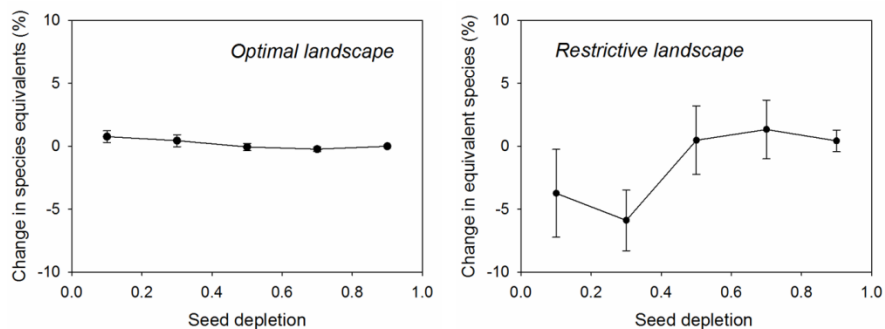 Optimal landscape
Change in species equivalents (%)
10
5
0
-5
-10
0.0 0.2 0.4 0.6 0.8 1.0
Seed depletion
Restrictive landscape
Change in equivalent species (%)
10
5
0
-5
-10
0.0 0.2 0.4 0.6 0.8 1.0
Seed depletion